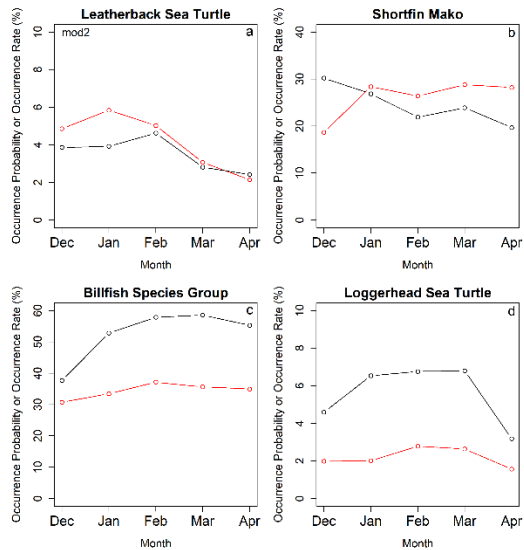 Leatherback Sea Turtle
Occurrence Probability or Occurrence Rate (%)
mod2 a
10
8
6
4
2
0
Dec Jan Feb Mar Apr
Month
Shortfin Mako
Occurrence Probability or Occurrence Rate (%)
b
40
30
20
10
0
Dec Jan Feb Mar Apr
Month
Billfish Species Group
Occurrence Probability or Occurrence Rate (%)
c
60
50
40
30
20
10
0
Dec Jan Feb Mar Apr
Month
Loggerhead Sea Turtle
Occurrence Probability or Occurrence Rate (%)
d
10
8
6
4
2
0
Dec Jan Feb Mar Apr
Month